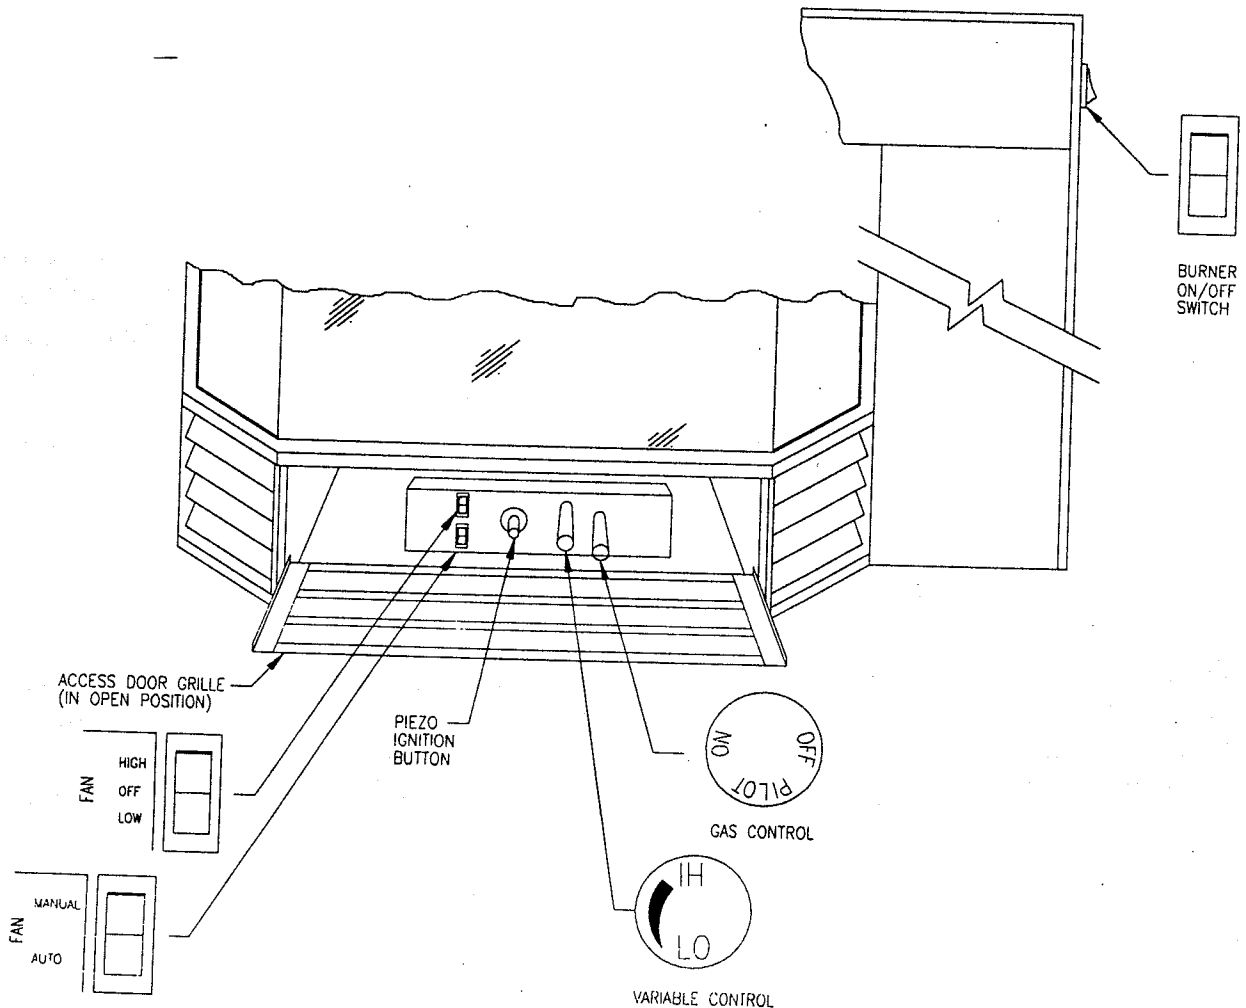 BURNER
ON/OFF
SWITCH
ACCESS DOOR GRILLE
(IN OPEN POSITION)
PIEZO
IGNITION
BUTTON
FAN
HIGH
OFF
LOW
OFF
PILOT
ON
GAS CONTROL
FAN
MANUAL
AUTO
HI
LO
VARIABLE CONTROL